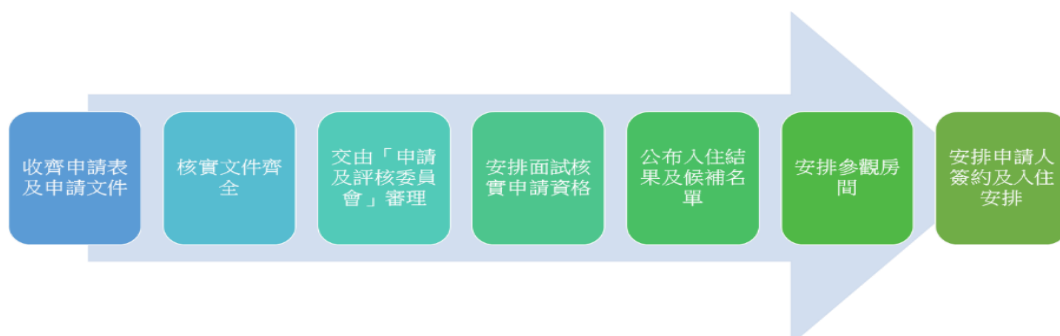 收齊申請表
及申請文件
核實文件齊
全
交由「申請
及評核委員
會」審理
安排面試核
實申請資格
公布入住結
果及候補名
單
安排參觀房
間
安排申請人
簽約及入住
安排